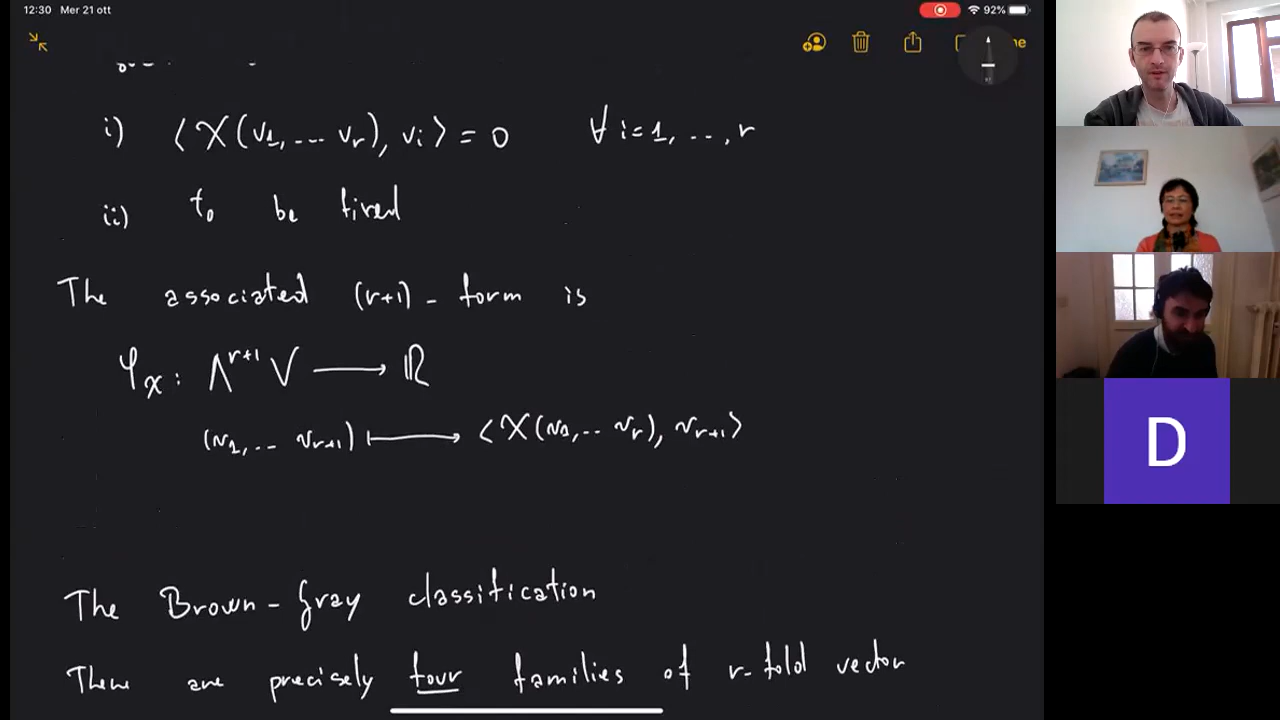 12:30 Mer 21 ott
92%
i) ⟨X(v1, ... vr), vi⟩ = 0 ∀ i=1, ..., r
ii) to be fixed
The associated (r+1)-form is
φX : Λ^{r+1} V ⟶ ℝ
(v1, .. vr+1) ⟼ ⟨X(v1, .. vr), vr+1⟩
The Brown-Gray classification
There are precisely four families of r-fold vector
D